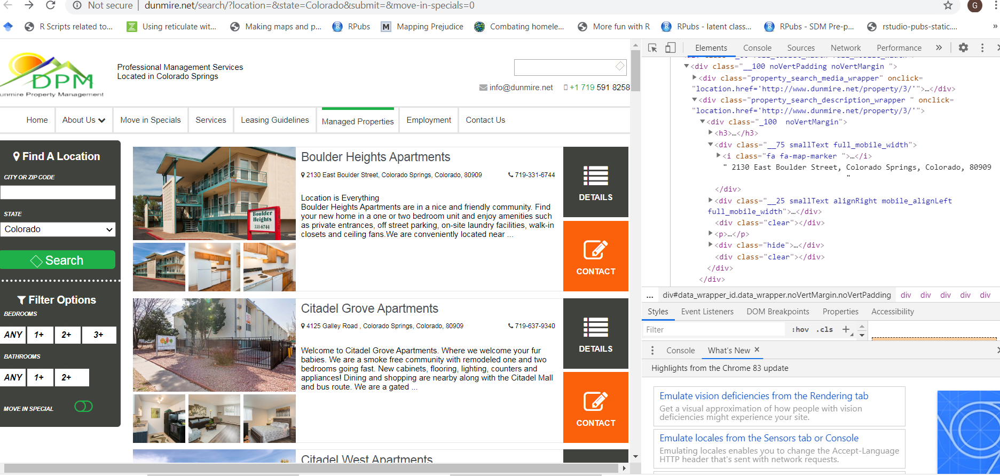 Not secure | dunmire.net/search/?location=&state=Colorado&submit=&move-in-specials=0
G
R Scripts related to...
Using reticulate wit...
Making maps and p...
RPubs
Mapping Prejudice
Combating homele...
More fun with R
RPubs - latent class...
RPubs - SDM Pre-p...
rstudio-pubs-static....
»
DPM
unmire Property Management
Professional Management Services
Located in Colorado Springs
info@dunmire.net
+1 719 591 8258
Home
About Us
Move in Specials
Services
Leasing Guidelines
Managed Properties
Employment
Contact Us
Find A Location
CITY OR ZIP CODE
STATE
Colorado
Search
Filter Options
BEDROOMS
ANY 1+ 2+ 3+
BATHROOMS
ANY 1+ 2+
MOVE IN SPECIAL
Boulder Heights Apartments
2130 East Boulder Street, Colorado Springs, Colorado, 80909
719-331-6744
Location is Everything
Boulder Heights Apartments are in a nice and friendly community. Find
your new home in a one or two bedroom unit and enjoy amenities such
as private entrances, off street parking, on-site laundry facilities, walk-in
closets and ceiling fans.We are conveniently located near ...
Boulder
Heights
331-6744
DETAILS
CONTACT
Citadel Grove Apartments
4125 Galley Road , Colorado Springs, Colorado, 80909
719-637-9340
Welcome to Citadel Grove Apartments. Where we welcome your fur
babies. We are a smoke free community with remodeled one and two
bedrooms going fast. New cabinets, flooring, lighting, counters and
appliances! Dining and shopping are nearby along with the Citadel Mall
and bus route. We are a gated ...
DETAILS
CONTACT
Citadel West Apartments
Elements
Console
Sources
Network
Performance
»
<div class="__100 noVertPadding noVertMargin ">
<div class="property_search_media_wrapper" onclick=
"location.href='http://www.dunmire.net/property/3/'">…</div>
<div class="property_search_description_wrapper " onclick=
"location.href='http://www.dunmire.net/property/3/'">
<div class="_100  noVertMargin">
<h3>…</h3>
<div class="__75 smallText full_mobile_width">
<i class="fa fa-map-marker ">…</i>
" 2130 East Boulder Street, Colorado Springs, Colorado, 80909
"
</div>
<div class="__25 smallText alignRight mobile_alignLeft
full_mobile_width">…</div>
<div class="clear"></div>
<p>…</p>
<div class="hide">…</div>
<div class="clear"></div>
</div>
</div>
... div#data_wrapper_id.data_wrapper.noVertMargin.noVertPadding div div div div div
Styles
Event Listeners
DOM Breakpoints
Properties
Accessibility
Filter
:hov .cls +
Console
What's New ×
Highlights from the Chrome 83 update
Emulate vision deficiencies from the Rendering tab
Get a visual approximation of how people with vision
deficiencies might experience your site.
Emulate locales from the Sensors tab or Console
Emulating locales enables you to change the Accept-Language
HTTP header that's sent with network requests.